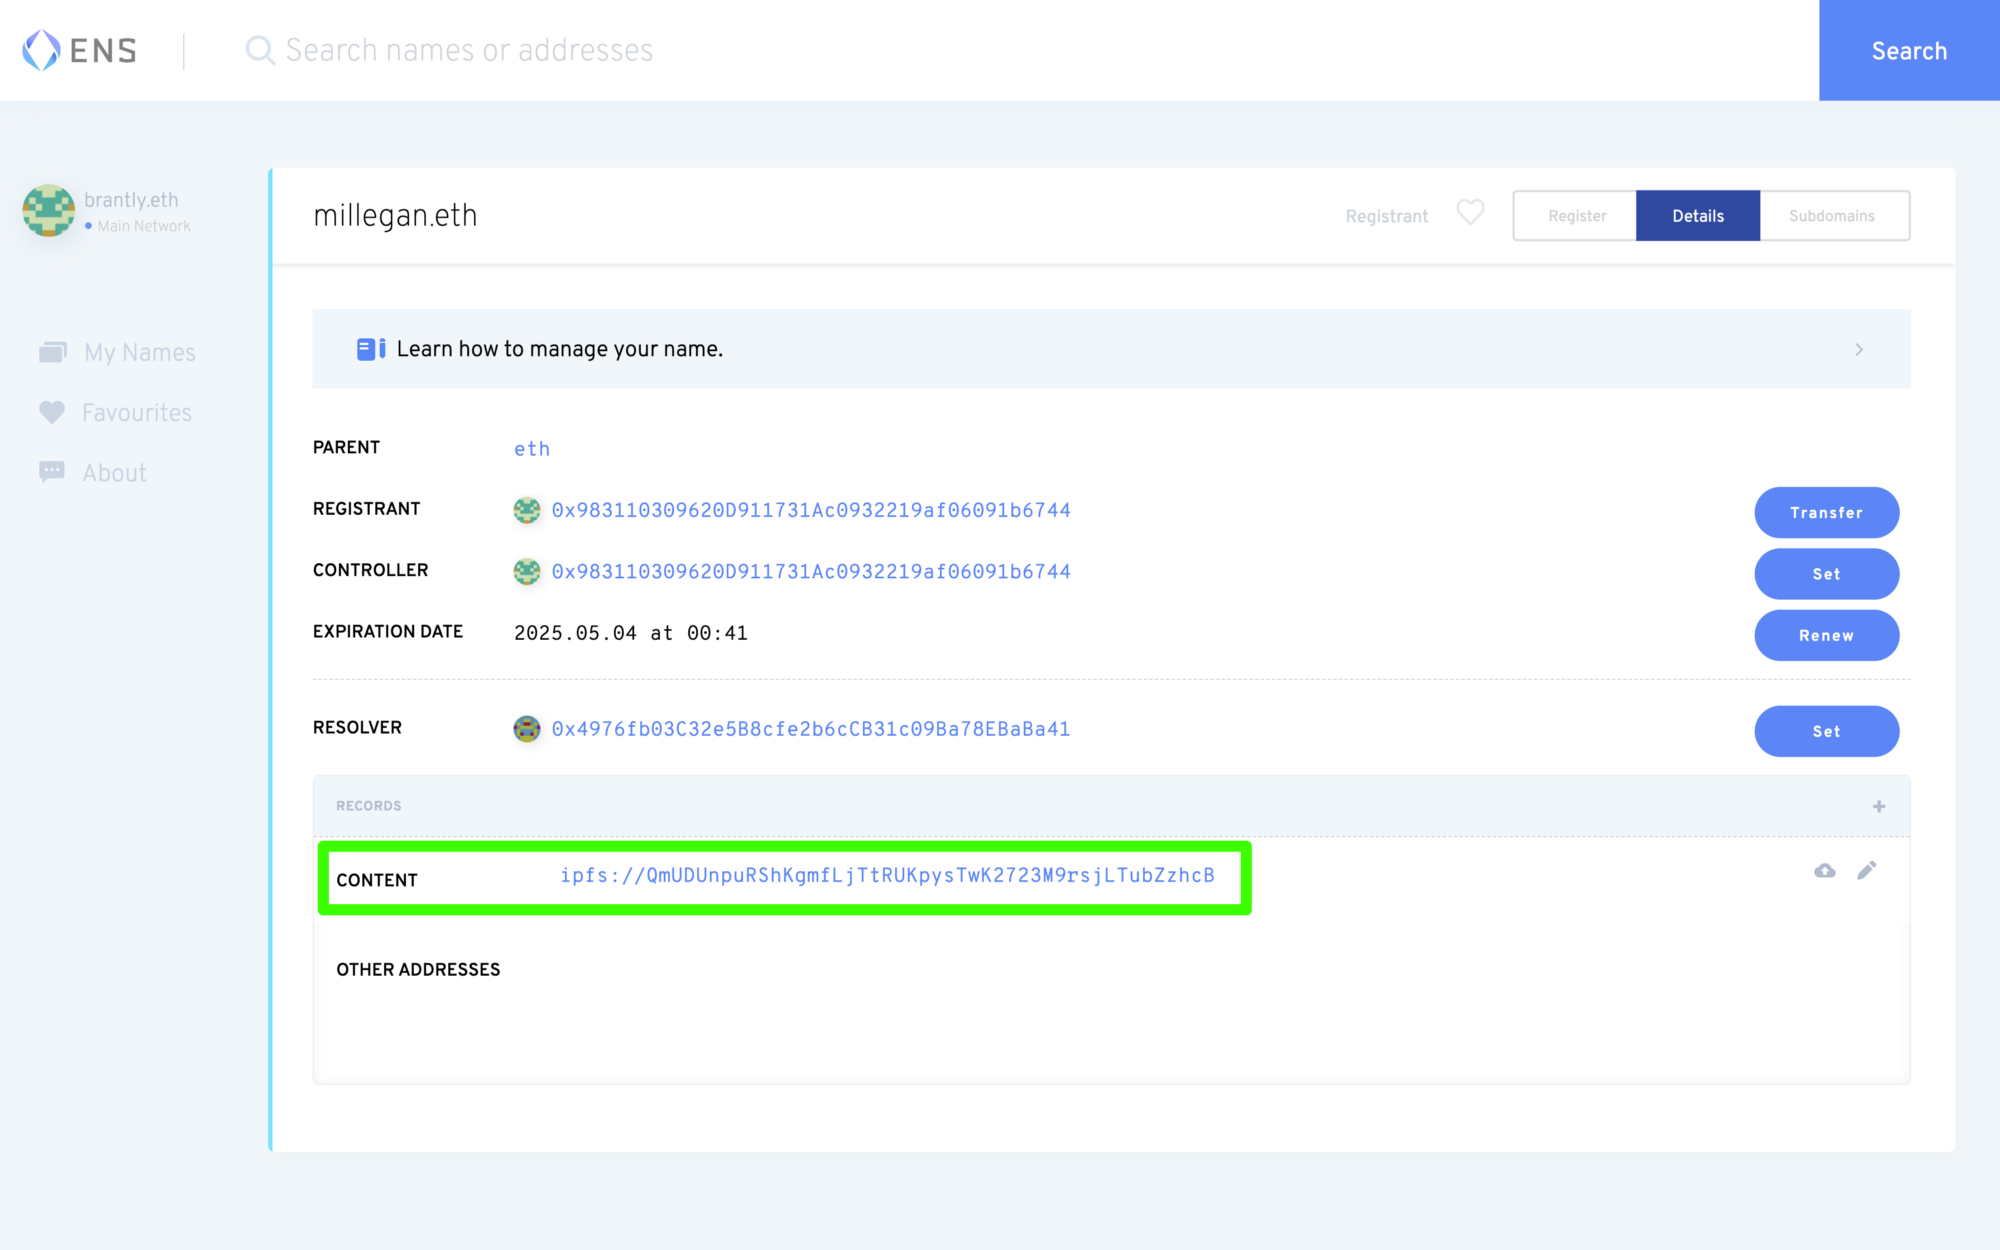 ENS
Search names or addresses
Search
brantly.eth
Main Network
My Names
Favourites
About
millegan.eth
Registrant
Register
Details
Subdomains
Learn how to manage your name.
PARENT eth
REGISTRANT 0x983110309620D911731Ac0932219af06091b6744 Transfer
CONTROLLER 0x983110309620D911731Ac0932219af06091b6744 Set
EXPIRATION DATE 2025.05.04 at 00:41 Renew
RESOLVER 0x4976fb03C32e5B8cfe2b6cCB31c09Ba78EBaBa41 Set
RECORDS +
CONTENT ipfs://QmUDUnpuRShKgmfLjTtRUKpysTwK2723M9rsjLTubZzhcB
OTHER ADDRESSES